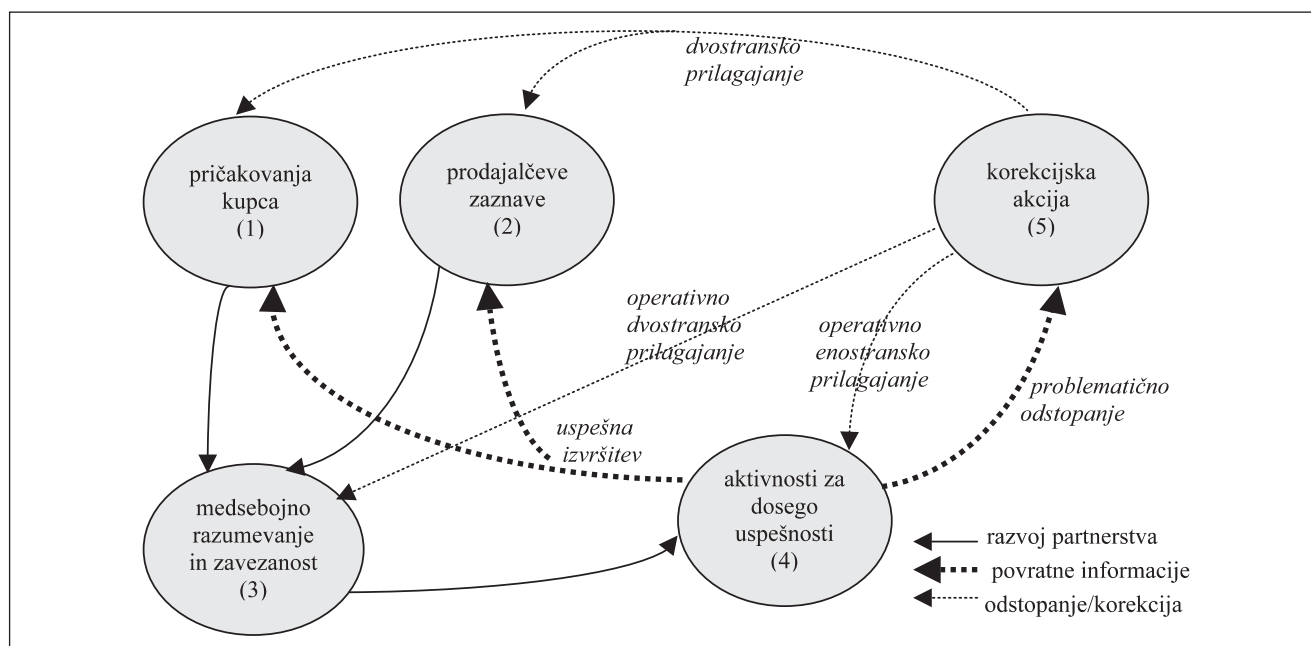 dvostransko
prilagajanje
pričakovanja
kupca
(1)
prodajalčeve
zaznave
(2)
korekcijska
akcija
(5)
operativno
dvostransko
prilagajanje
operativno
enostransko
prilagajanje
problematično
odstopanje
uspešna
izvršitev
medsebojno
razumevanje
in zavezanost
(3)
aktivnosti za
dosego
uspešnosti
(4)
razvoj partnerstva
povratne informacije
odstopanje/korekcija